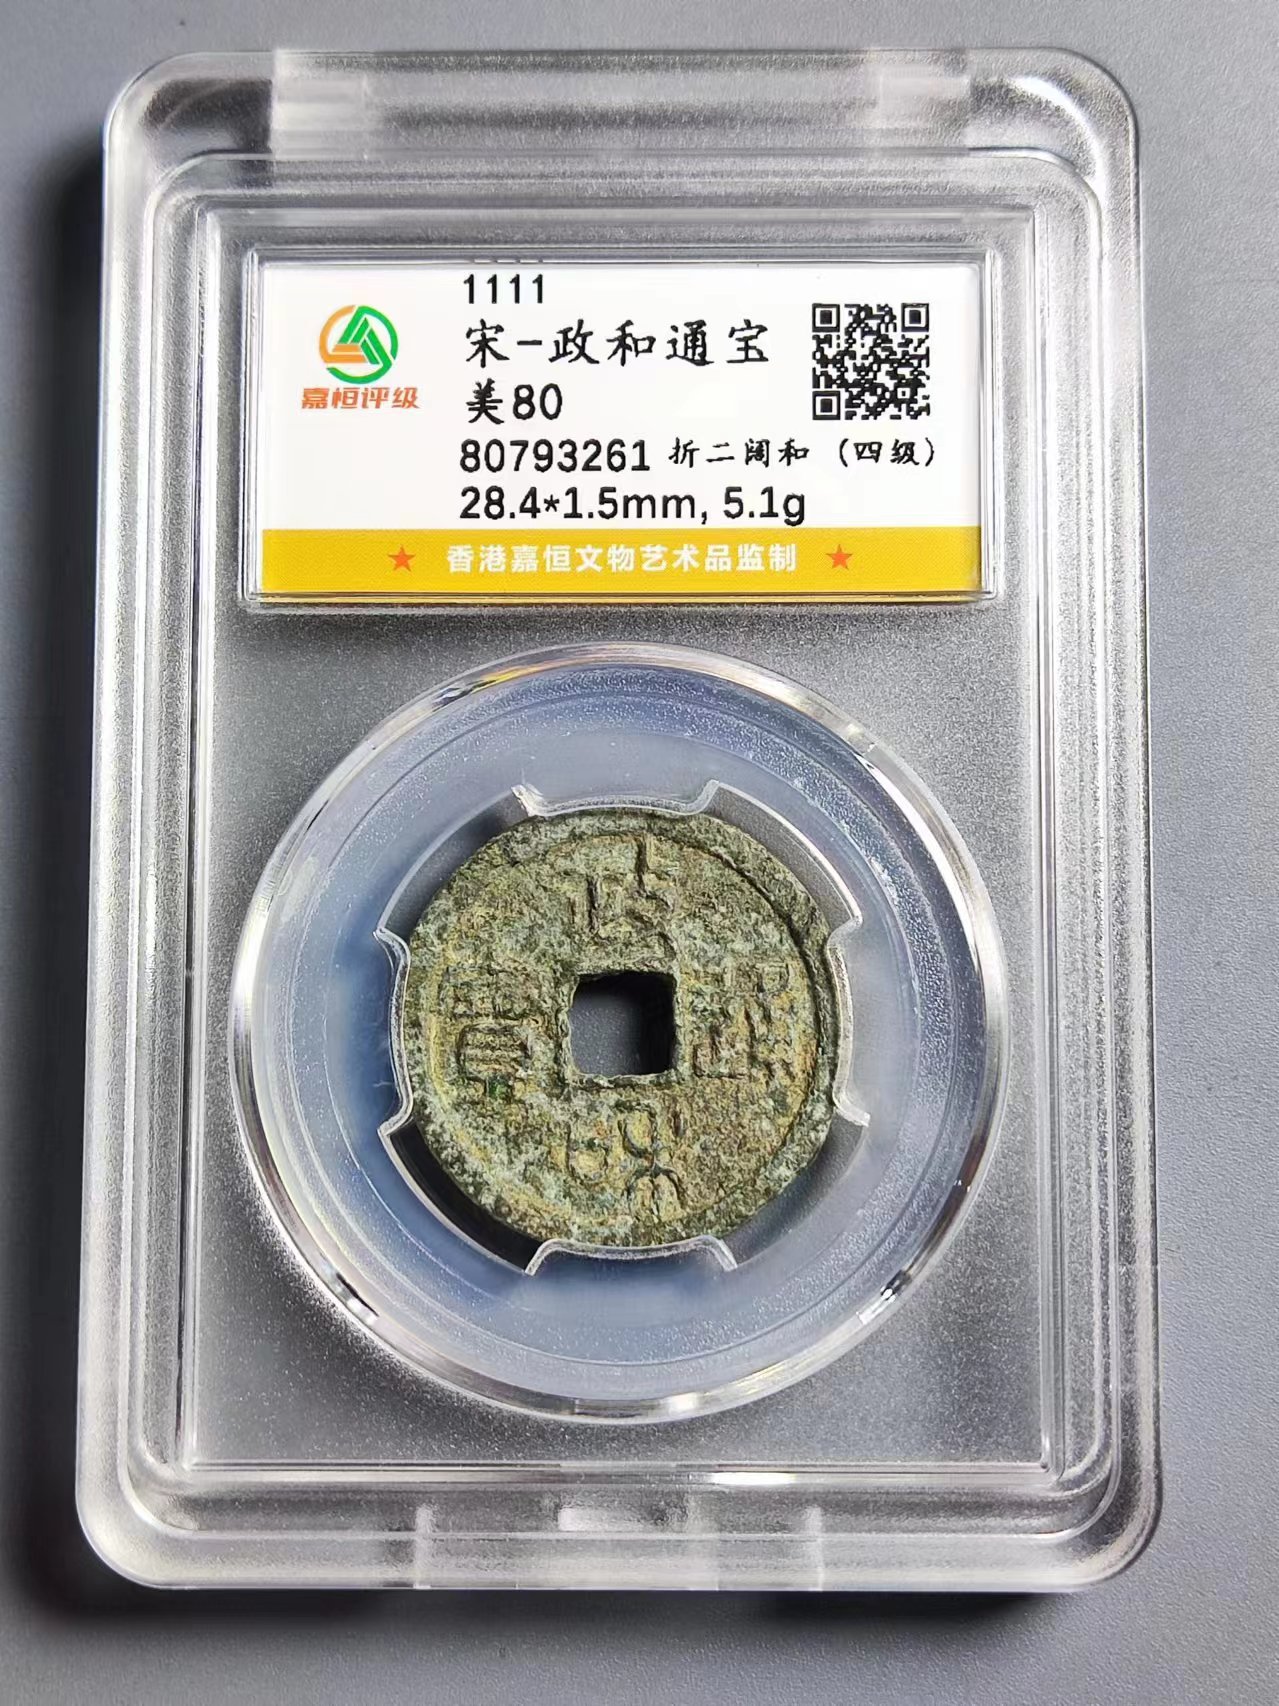 1111
宋-政和通宝
美80
嘉恒评级
80793261 折二阔和 (四级)
28.4*1.5mm, 5.1g
★ 香港嘉恒文物艺术品监制 ★
政
寶 通
和